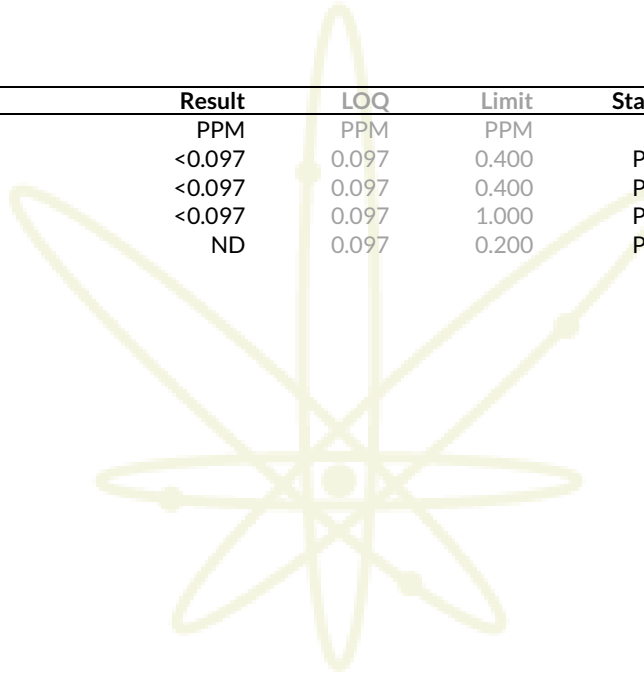 Result LOQ Limit Sta
PPM PPM PPM
<0.097 0.097 0.400 P
<0.097 0.097 0.400 P
<0.097 0.097 1.000 P
ND 0.097 0.200 P